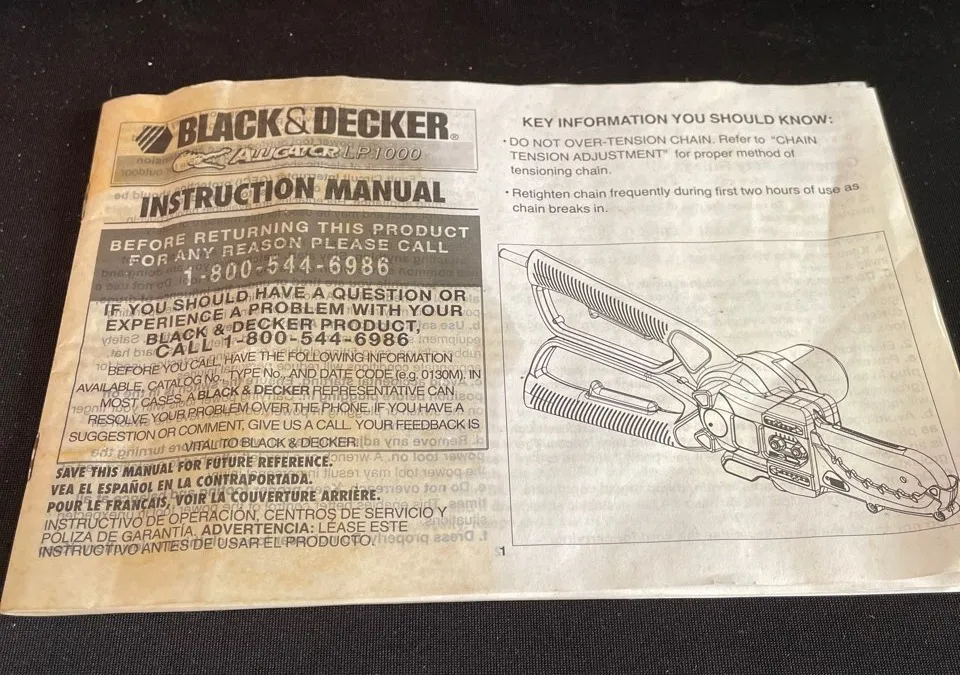 BLACK&DECKER®
ALLIGATOR LP1000
INSTRUCTION MANUAL
BEFORE RETURNING THIS PRODUCT
FOR ANY REASON PLEASE CALL
1-800-544-6986
IF YOU SHOULD HAVE A QUESTION OR
EXPERIENCE A PROBLEM WITH YOUR
BLACK & DECKER PRODUCT,
CALL 1-800-544-6986
BEFORE YOU CALL, HAVE THE FOLLOWING INFORMATION
AVAILABLE, CATALOG No., TYPE No., AND DATE CODE (e.g. 0130M). IN
MOST CASES, A BLACK & DECKER REPRESENTATIVE CAN
RESOLVE YOUR PROBLEM OVER THE PHONE. IF YOU HAVE A
SUGGESTION OR COMMENT, GIVE US A CALL. YOUR FEEDBACK IS
VITAL TO BLACK & DECKER.
SAVE THIS MANUAL FOR FUTURE REFERENCE.
VEA EL ESPAÑOL EN LA CONTRAPORTADA.
POUR LE FRANÇAIS, VOIR LA COUVERTURE ARRIÈRE.
INSTRUCTIVO DE OPERACIÓN, CENTROS DE SERVICIO Y
PÓLIZA DE GARANTÍA. ADVERTENCIA: LÉASE ESTE
INSTRUCTIVO ANTES DE USAR EL PRODUCTO.
KEY INFORMATION YOU SHOULD KNOW:
• DO NOT OVER-TENSION CHAIN. Refer to "CHAIN
TENSION ADJUSTMENT" for proper method of
tensioning chain.
• Retighten chain frequently during first two hours of use as
chain breaks in.
1